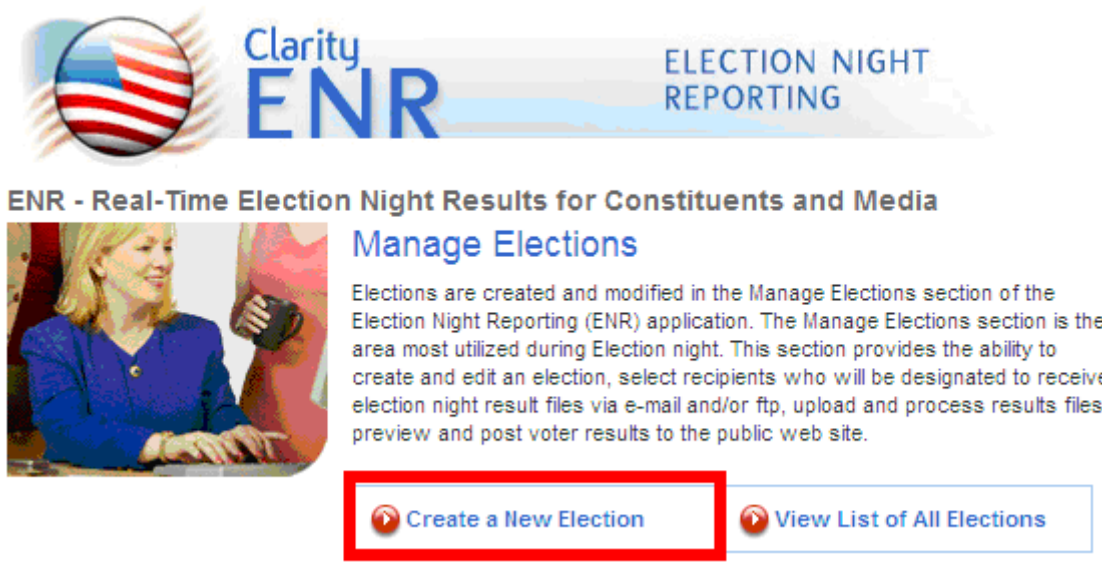 Clarity
ENR
ELECTION NIGHT
REPORTING
ENR - Real-Time Election Night Results for Constituents and Media
Manage Elections
Elections are created and modified in the Manage Elections section of the
Election Night Reporting (ENR) application. The Manage Elections section is the
area most utilized during Election night. This section provides the ability to
create and edit an election, select recipients who will be designated to receive
election night result files via e-mail and/or ftp, upload and process results files
preview and post voter results to the public web site.
Create a New Election
View List of All Elections